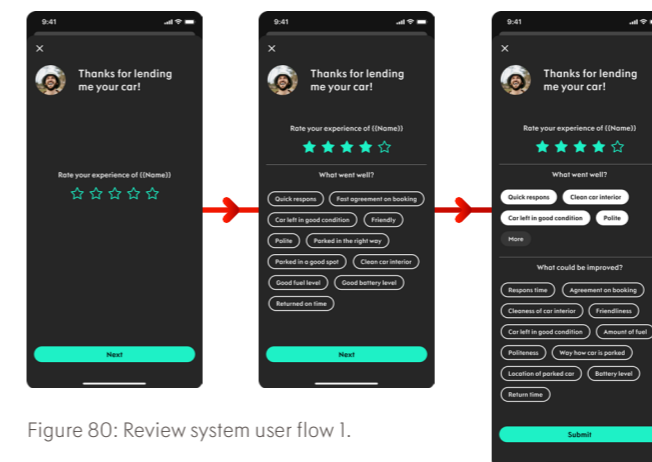 9:41
Thanks for lending
me your car!
Rate your experience of {{Name}}
Next
9:41
Thanks for lending
me your car!
Rate your experience of {{Name}}
What went well?
Quick respons Fast agreement on booking
Car left in good condition Friendly
Polite Parked in the right way
Parked in a good spot Clean car interior
Good fuel level Good battery level
Returned on time
Next
9:41
Thanks for lending
me your car!
Rate your experience of {{Name}}
What went well?
Quick respons Clean car interior
Car left in good condition Polite
More
What could be improved?
Respons time Agreement on booking
Cleaness of car interior Friendliness
Car left in good condition Amount of fuel
Politeness Way how car is parked
Location of parked car Battery level
Return time
Submit
Figure 80: Review system user flow 1.